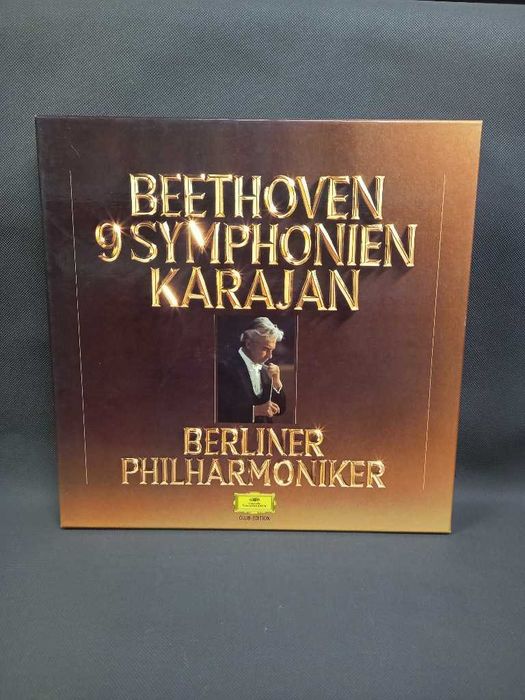 BEETHOVEN
9 SYMPHONIEN
KARAJAN
BERLINER
PHILHARMONIKER
CLUB-EDITION